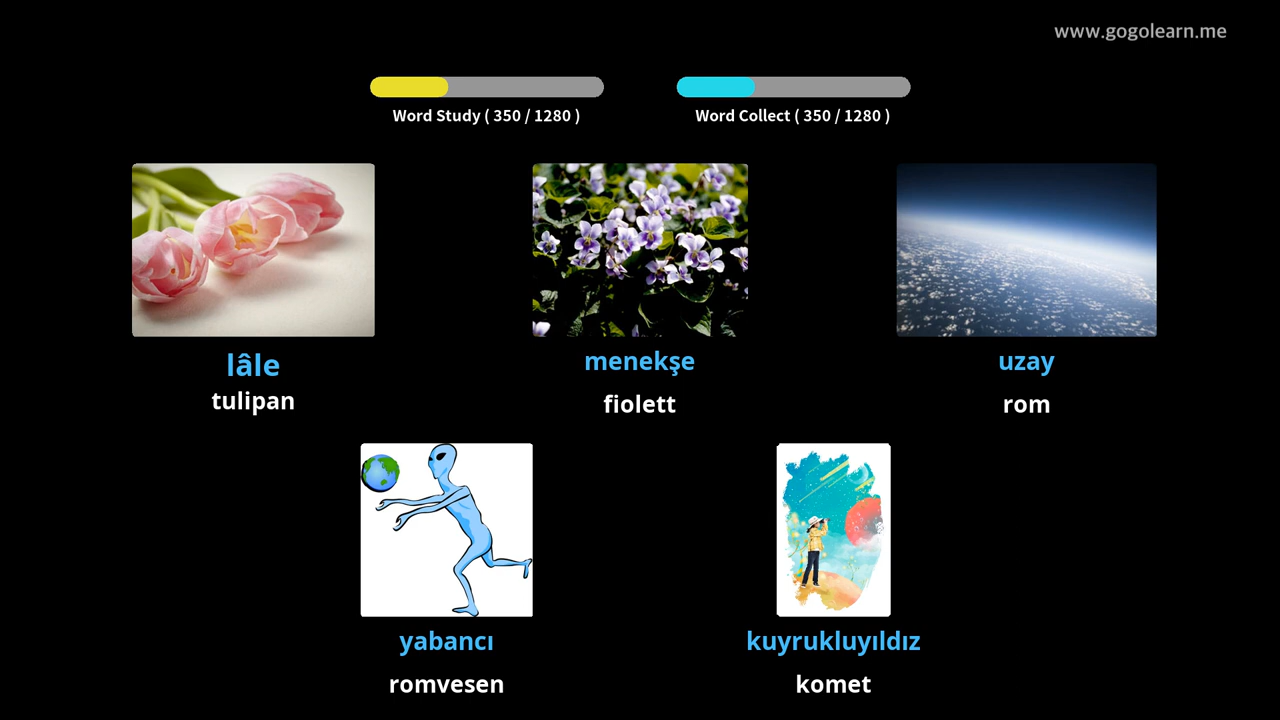 www.gogolearn.me
Word Study ( 350 / 1280 )
Word Collect ( 350 / 1280 )
lâle
tulipan
menekşe
fiolett
uzay
rom
yabancı
romvesen
kuyrukluyıldız
komet